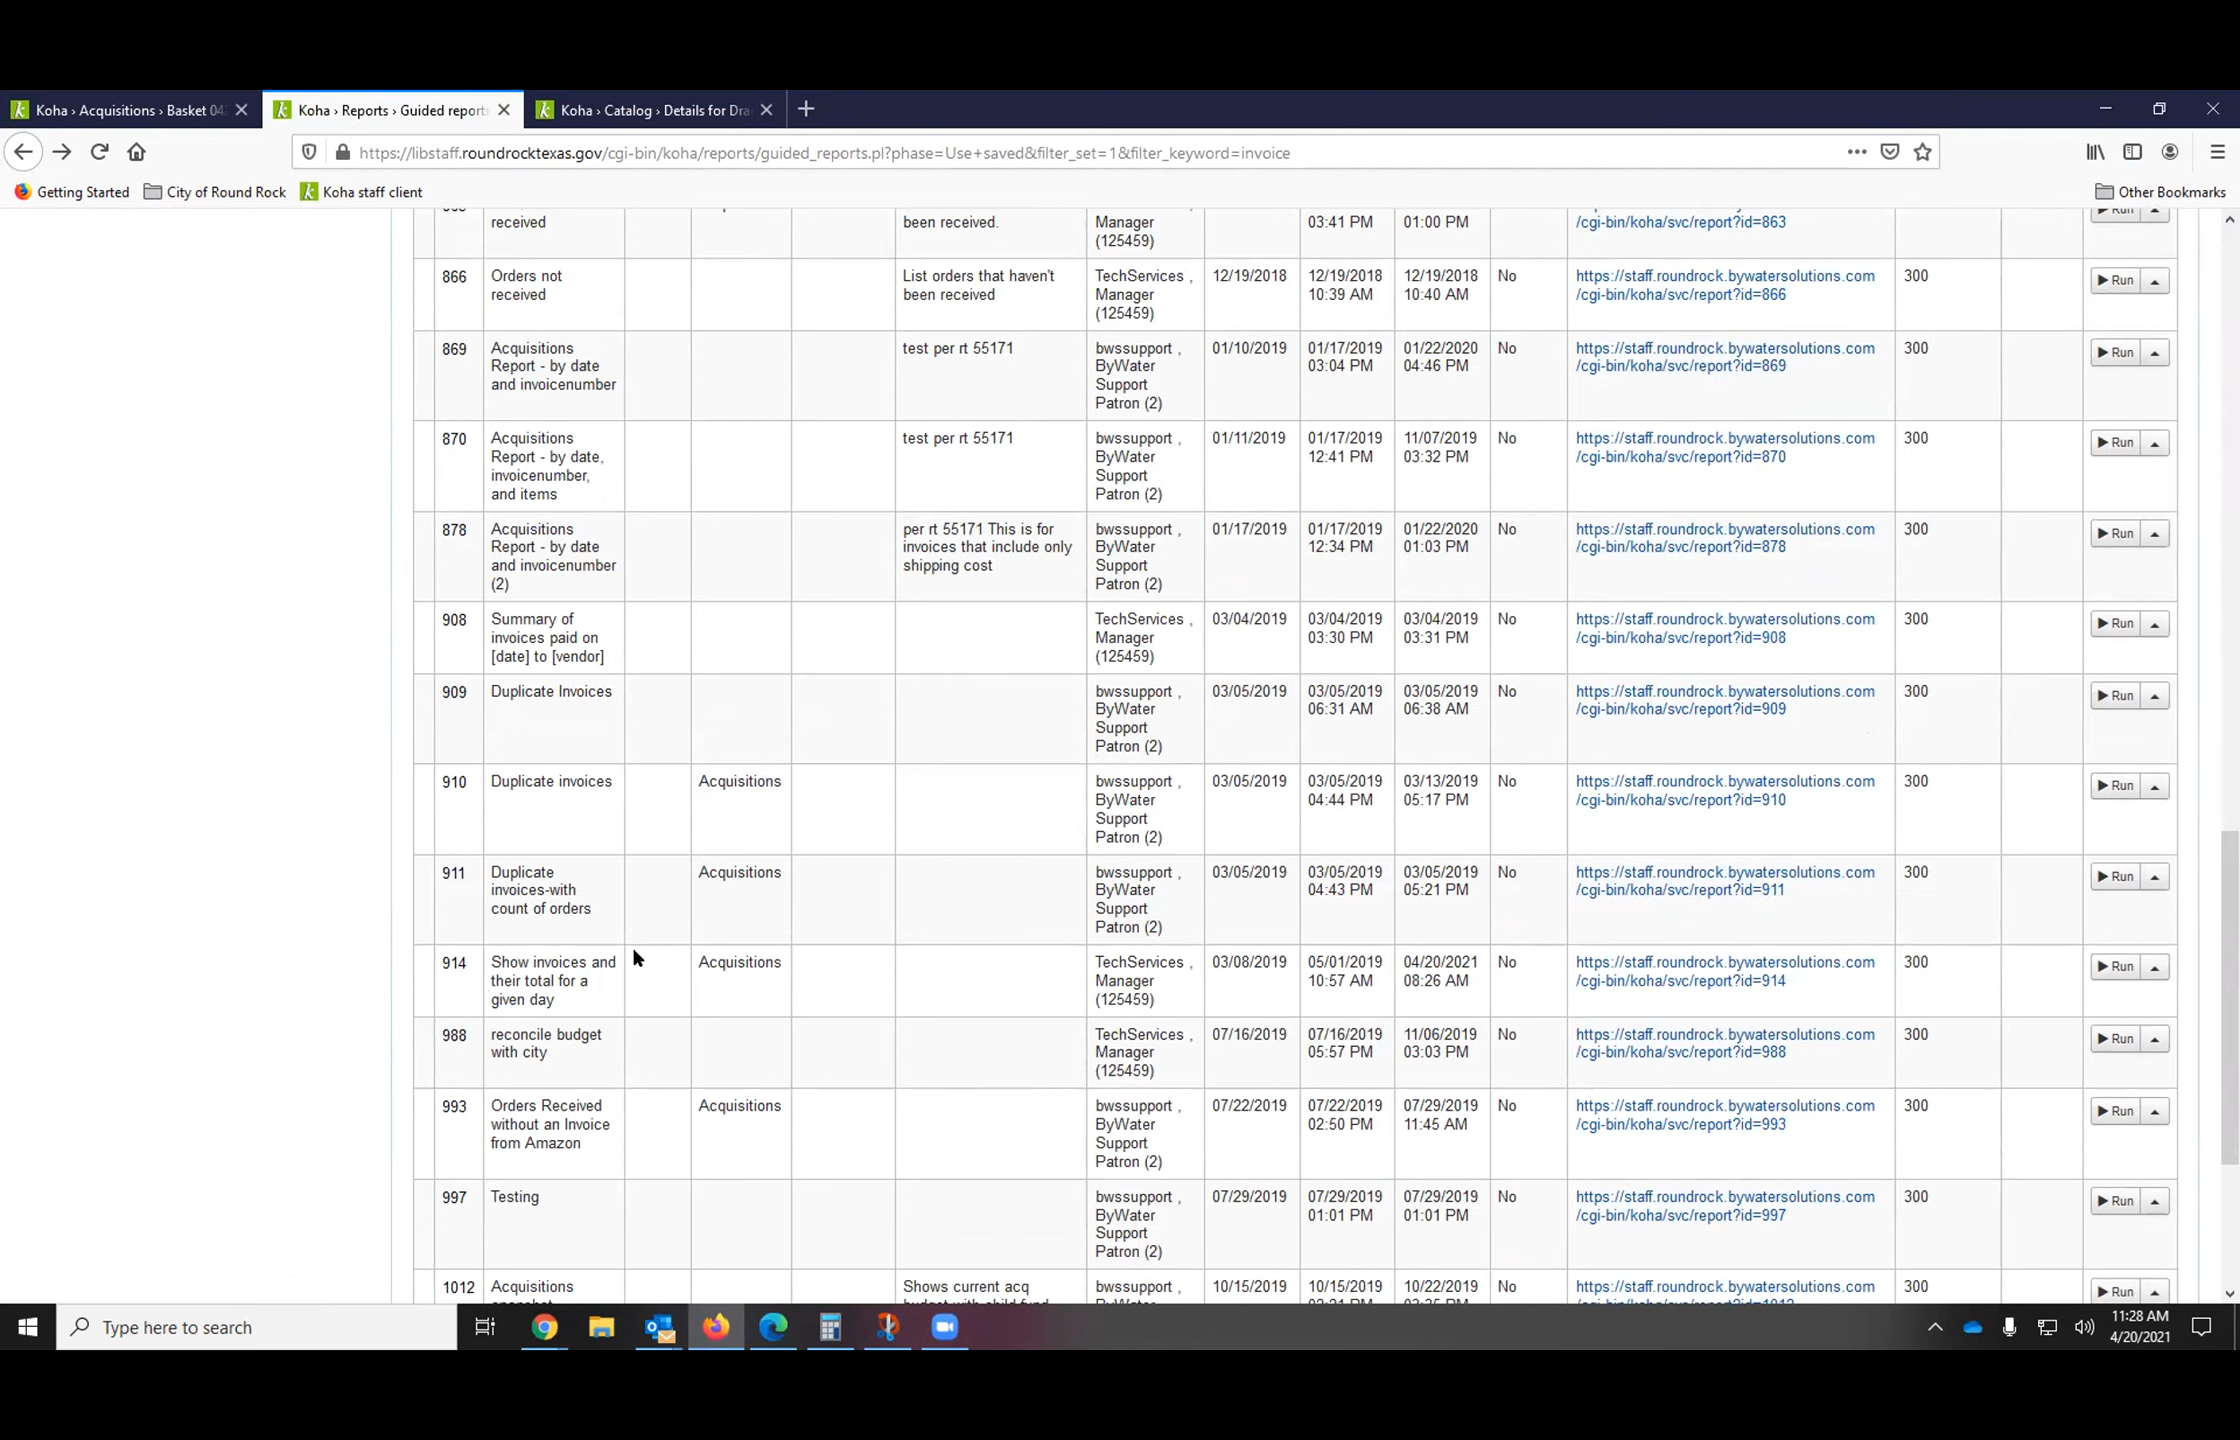 Koha › Acquisitions › Basket 04
Koha › Reports › Guided reports
Koha › Catalog › Details for Dra
https://libstaff.roundrocktexas.gov/cgi-bin/koha/reports/guided_reports.pl?phase=Use+saved&filter_set=1&filter_keyword=invoice
Getting Started
City of Round Rock
Koha staff client
Other Bookmarks
received
been received.
Manager
(125459)
03:41 PM
01:00 PM
/cgi-bin/koha/svc/report?id=863
Run
866
Orders not
received
List orders that haven't
been received
TechServices ,
Manager
(125459)
12/19/2018
12/19/2018
10:39 AM
12/19/2018
10:40 AM
No
https://staff.roundrock.bywatersolutions.com
/cgi-bin/koha/svc/report?id=866
300
Run
869
Acquisitions
Report - by date
and invoicenumber
test per rt 55171
bwssupport ,
ByWater
Support
Patron (2)
01/10/2019
01/17/2019
03:04 PM
01/22/2020
04:46 PM
No
https://staff.roundrock.bywatersolutions.com
/cgi-bin/koha/svc/report?id=869
300
Run
870
Acquisitions
Report - by date,
invoicenumber,
and items
test per rt 55171
bwssupport ,
ByWater
Support
Patron (2)
01/11/2019
01/17/2019
12:41 PM
11/07/2019
03:32 PM
No
https://staff.roundrock.bywatersolutions.com
/cgi-bin/koha/svc/report?id=870
300
Run
878
Acquisitions
Report - by date
and invoicenumber
(2)
per rt 55171 This is for
invoices that include only
shipping cost
bwssupport ,
ByWater
Support
Patron (2)
01/17/2019
01/17/2019
12:34 PM
01/22/2020
01:03 PM
No
https://staff.roundrock.bywatersolutions.com
/cgi-bin/koha/svc/report?id=878
300
Run
908
Summary of
invoices paid on
[date] to [vendor]
TechServices ,
Manager
(125459)
03/04/2019
03/04/2019
03:30 PM
03/04/2019
03:31 PM
No
https://staff.roundrock.bywatersolutions.com
/cgi-bin/koha/svc/report?id=908
300
Run
909
Duplicate Invoices
bwssupport ,
ByWater
Support
Patron (2)
03/05/2019
03/05/2019
06:31 AM
03/05/2019
06:38 AM
No
https://staff.roundrock.bywatersolutions.com
/cgi-bin/koha/svc/report?id=909
300
Run
910
Duplicate invoices
Acquisitions
bwssupport ,
ByWater
Support
Patron (2)
03/05/2019
03/05/2019
04:44 PM
03/13/2019
05:17 PM
No
https://staff.roundrock.bywatersolutions.com
/cgi-bin/koha/svc/report?id=910
300
Run
911
Duplicate
invoices-with
count of orders
Acquisitions
bwssupport ,
ByWater
Support
Patron (2)
03/05/2019
03/05/2019
04:43 PM
03/05/2019
05:21 PM
No
https://staff.roundrock.bywatersolutions.com
/cgi-bin/koha/svc/report?id=911
300
Run
914
Show invoices and
their total for a
given day
Acquisitions
TechServices ,
Manager
(125459)
03/08/2019
05/01/2019
10:57 AM
04/20/2021
08:26 AM
No
https://staff.roundrock.bywatersolutions.com
/cgi-bin/koha/svc/report?id=914
300
Run
988
reconcile budget
with city
TechServices ,
Manager
(125459)
07/16/2019
07/16/2019
05:57 PM
11/06/2019
03:03 PM
No
https://staff.roundrock.bywatersolutions.com
/cgi-bin/koha/svc/report?id=988
300
Run
993
Orders Received
without an Invoice
from Amazon
Acquisitions
bwssupport ,
ByWater
Support
Patron (2)
07/22/2019
07/22/2019
02:50 PM
07/29/2019
11:45 AM
No
https://staff.roundrock.bywatersolutions.com
/cgi-bin/koha/svc/report?id=993
300
Run
997
Testing
bwssupport ,
ByWater
Support
Patron (2)
07/29/2019
07/29/2019
01:01 PM
07/29/2019
01:01 PM
No
https://staff.roundrock.bywatersolutions.com
/cgi-bin/koha/svc/report?id=997
300
Run
1012
Acquisitions
Shows current acq
bwssupport ,
10/15/2019
10/15/2019
10/22/2019
No
https://staff.roundrock.bywatersolutions.com
300
Run
Type here to search
11:28 AM
4/20/2021